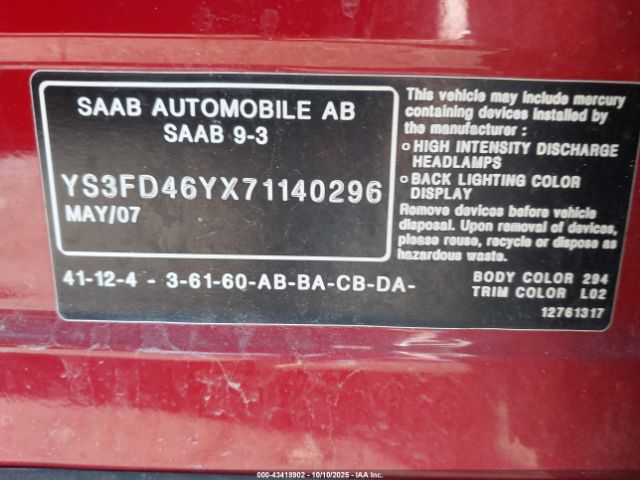 SAAB AUTOMOBILE AB
SAAB 9-3
YS3FD46YX71140296
MAY/07
This vehicle may include mercury
containing devices installed by
the manufacturer :
o HIGH INTENSITY DISCHARGE
HEADLAMPS
o BACK LIGHTING COLOR
DISPLAY
Remove devices before vehicle
disposal. Upon removal of devices,
please reuse, recycle or dispose as
hazardous waste.
41-12-4 - 3-61-60-AB-BA-CB-DA-
BODY COLOR 294
TRIM COLOR L02
12761317
000-43418902 - 10/10/2025 - IAA Inc.